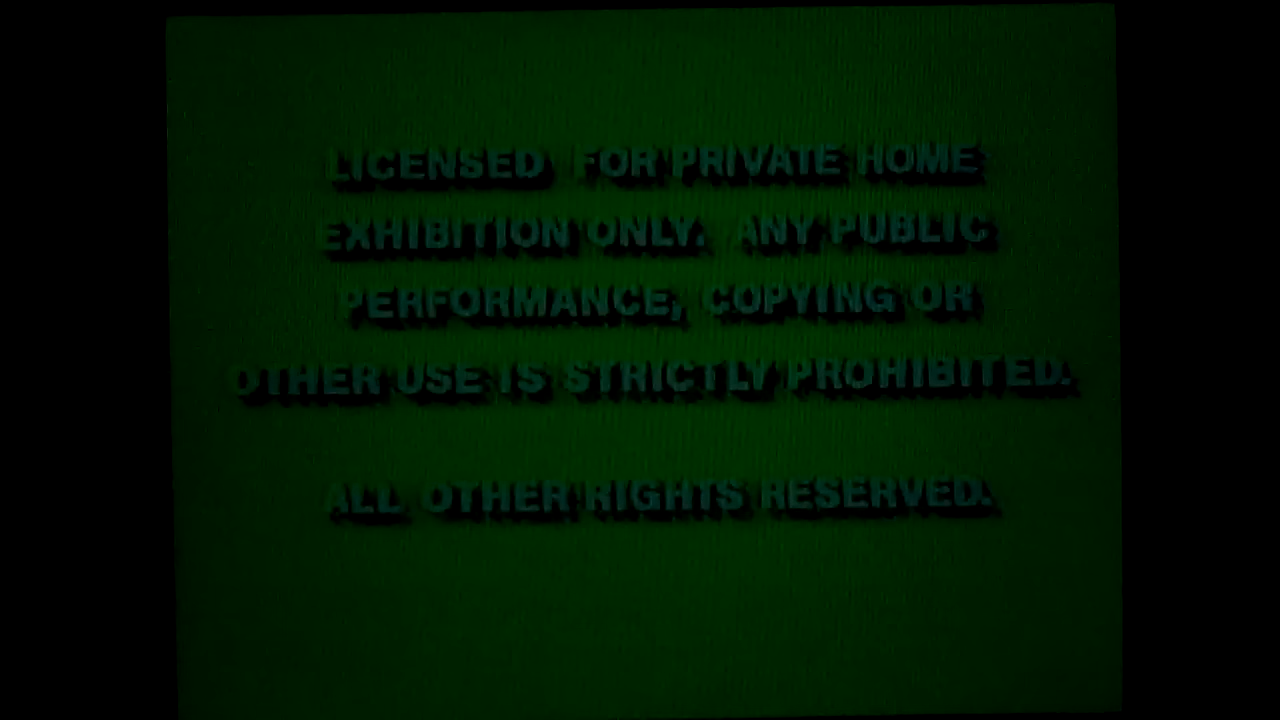 LICENSED FOR PRIVATE HOME
EXHIBITION ONLY. ANY PUBLIC
PERFORMANCE, COPYING OR
OTHER USE IS STRICTLY PROHIBITED.
ALL OTHER RIGHTS RESERVED.